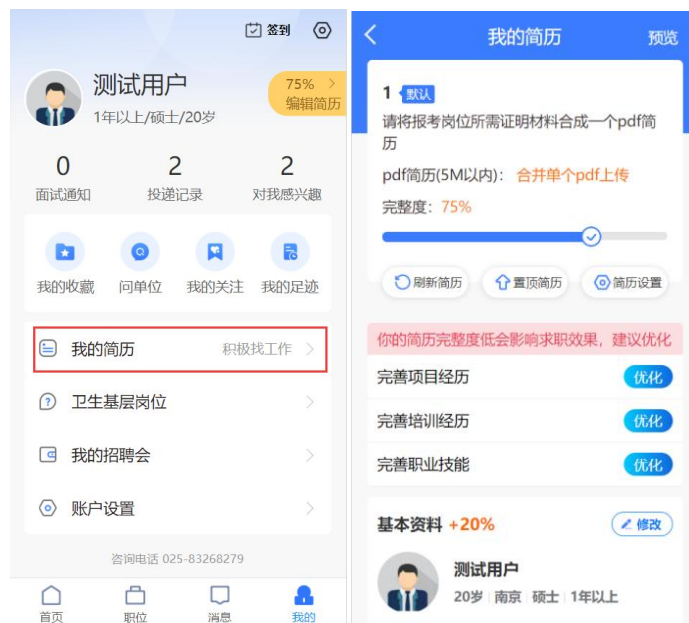 签到
测试用户
75%
编辑简历
1年以上/硕士/20岁
0
2
2
面试通知
投递记录
对我感兴趣
我的收藏
问单位
我的关注
我的足迹
我的简历
积极找工作
卫生基层岗位
我的招聘会
账户设置
咨询电话 025-83268279
首页
职位
消息
我的
我的简历
预览
1 默认
请将报考岗位所需证明材料合成一个pdf简
历
pdf简历(5M以内)： 合并单个pdf上传
完整度：75%
刷新简历
置顶简历
简历设置
你的简历完整度低会影响求职效果，建议优化
完善项目经历
优化
完善培训经历
优化
完善职业技能
优化
基本资料 +20%
修改
测试用户
20岁 南京 硕士 1年以上